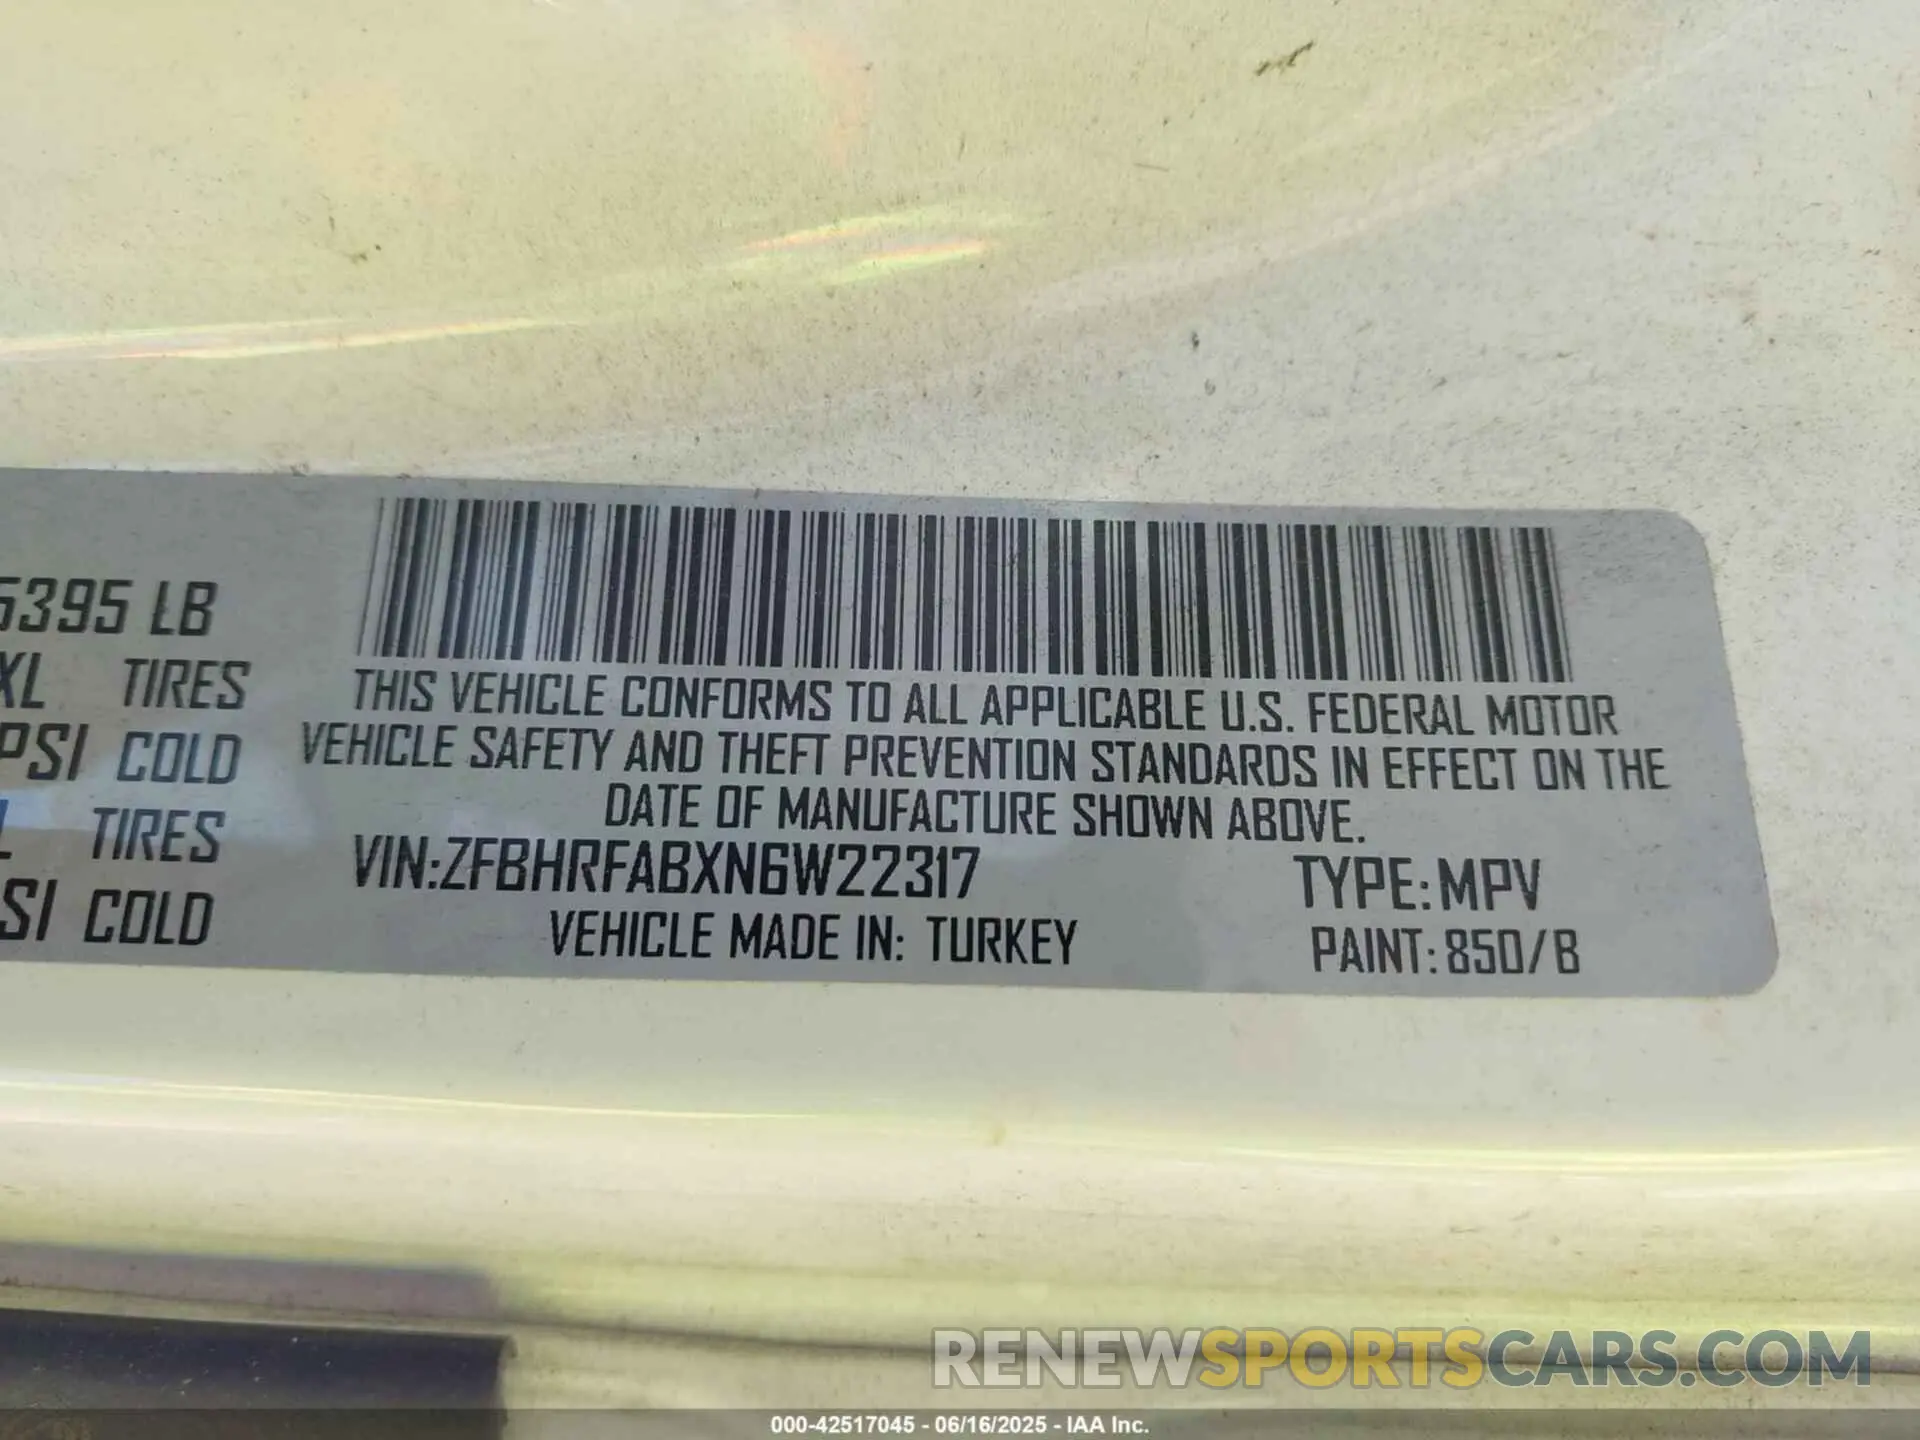 5395 LB
XL TIRES
PSI COLD
L TIRES
SI COLD
THIS VEHICLE CONFORMS TO ALL APPLICABLE U.S. FEDERAL MOTOR
VEHICLE SAFETY AND THEFT PREVENTION STANDARDS IN EFFECT ON THE
DATE OF MANUFACTURE SHOWN ABOVE.
VIN:ZFBHRFABXN6W22317
TYPE:MPV
VEHICLE MADE IN: TURKEY
PAINT:850/B
RENEWSPORTSCARS.COM
000-42517045 - 06/16/2025 - IAA Inc.